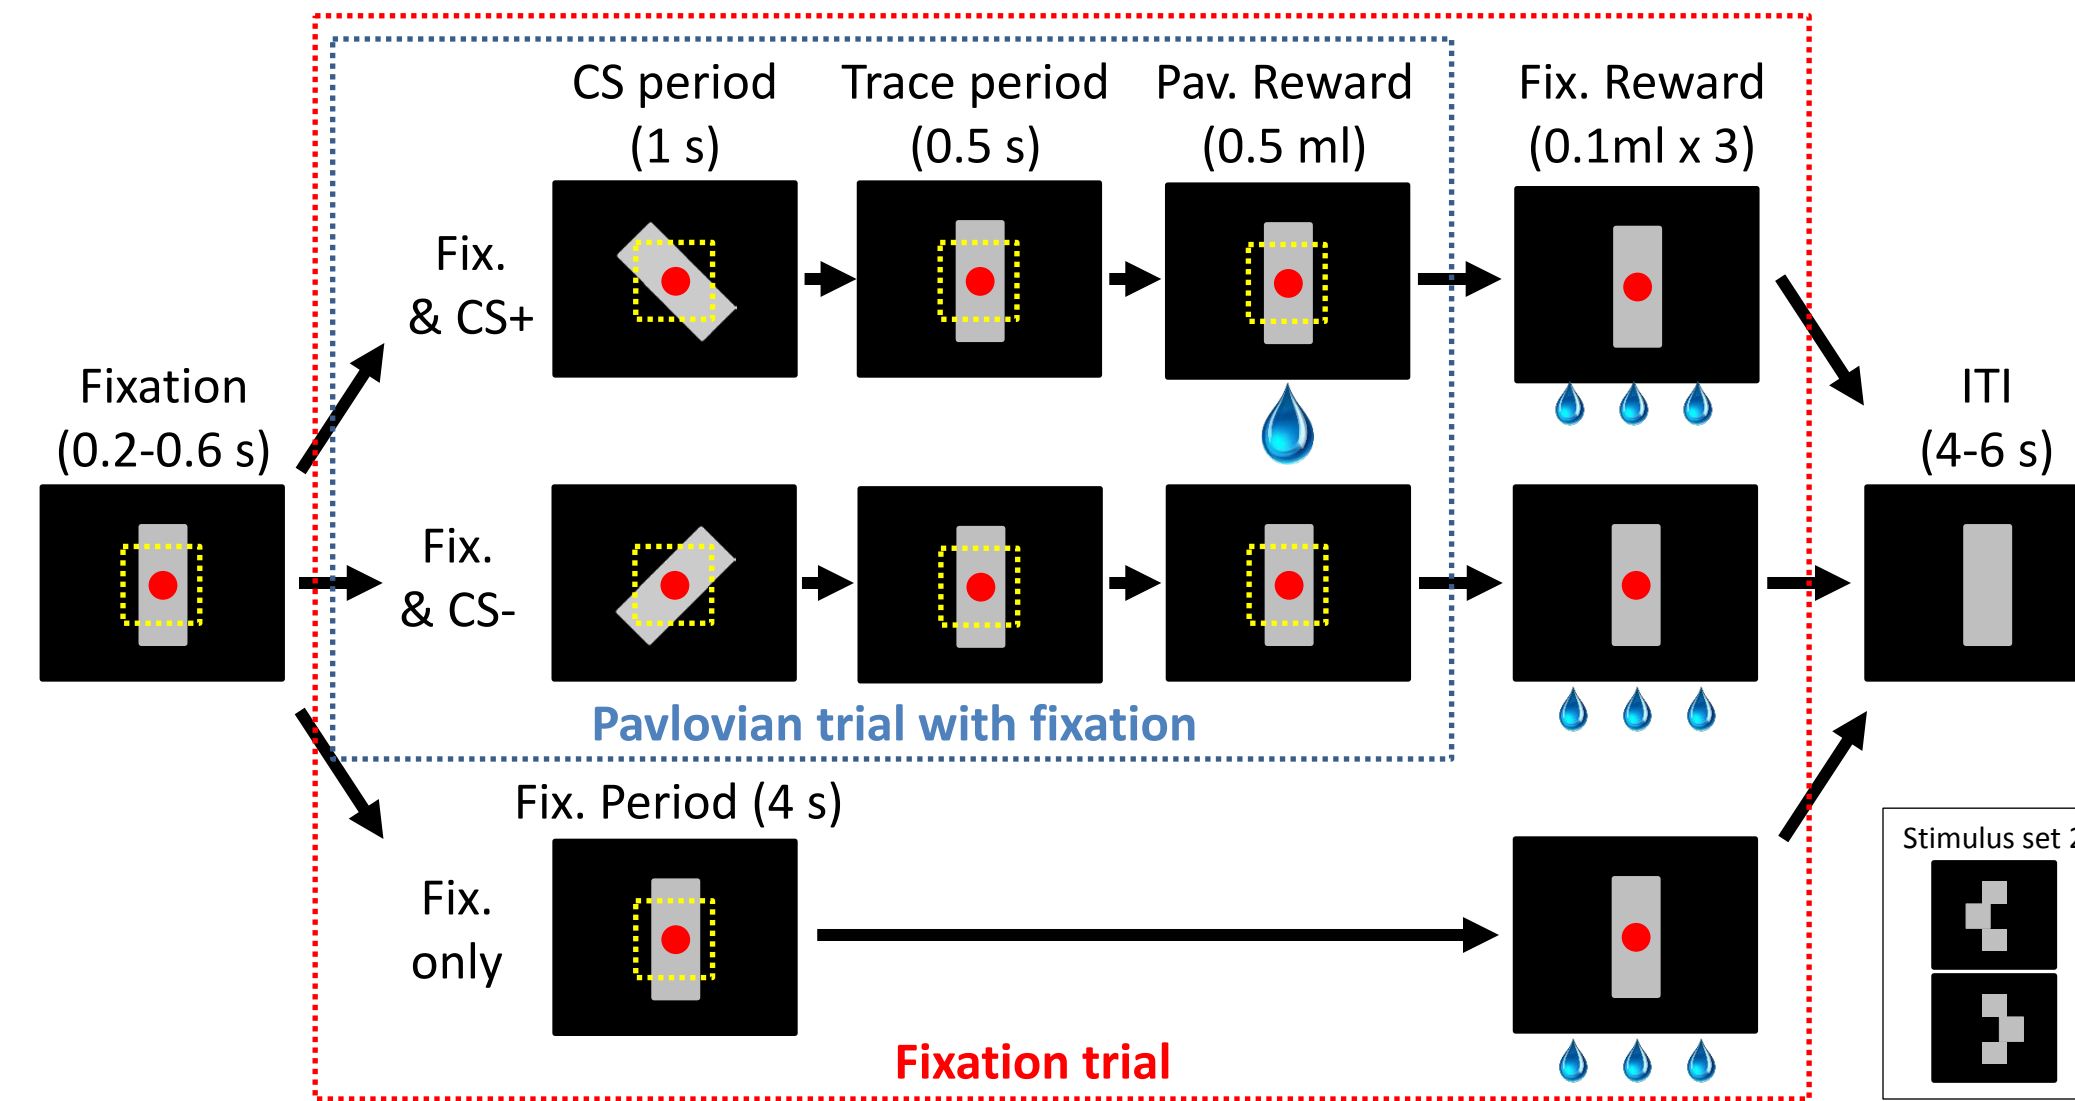 CS period
(1 s)
Trace period
(0.5 s)
Pav. Reward
(0.5 ml)
Fix. Reward
(0.1ml x 3)
Fix.
& CS+
Fixation
(0.2-0.6 s)
ITI
(4-6 s)
Fix.
& CS-
Pavlovian trial with fixation
Fix. Period (4 s)
Fix.
only
Fixation trial
Stimulus set 2